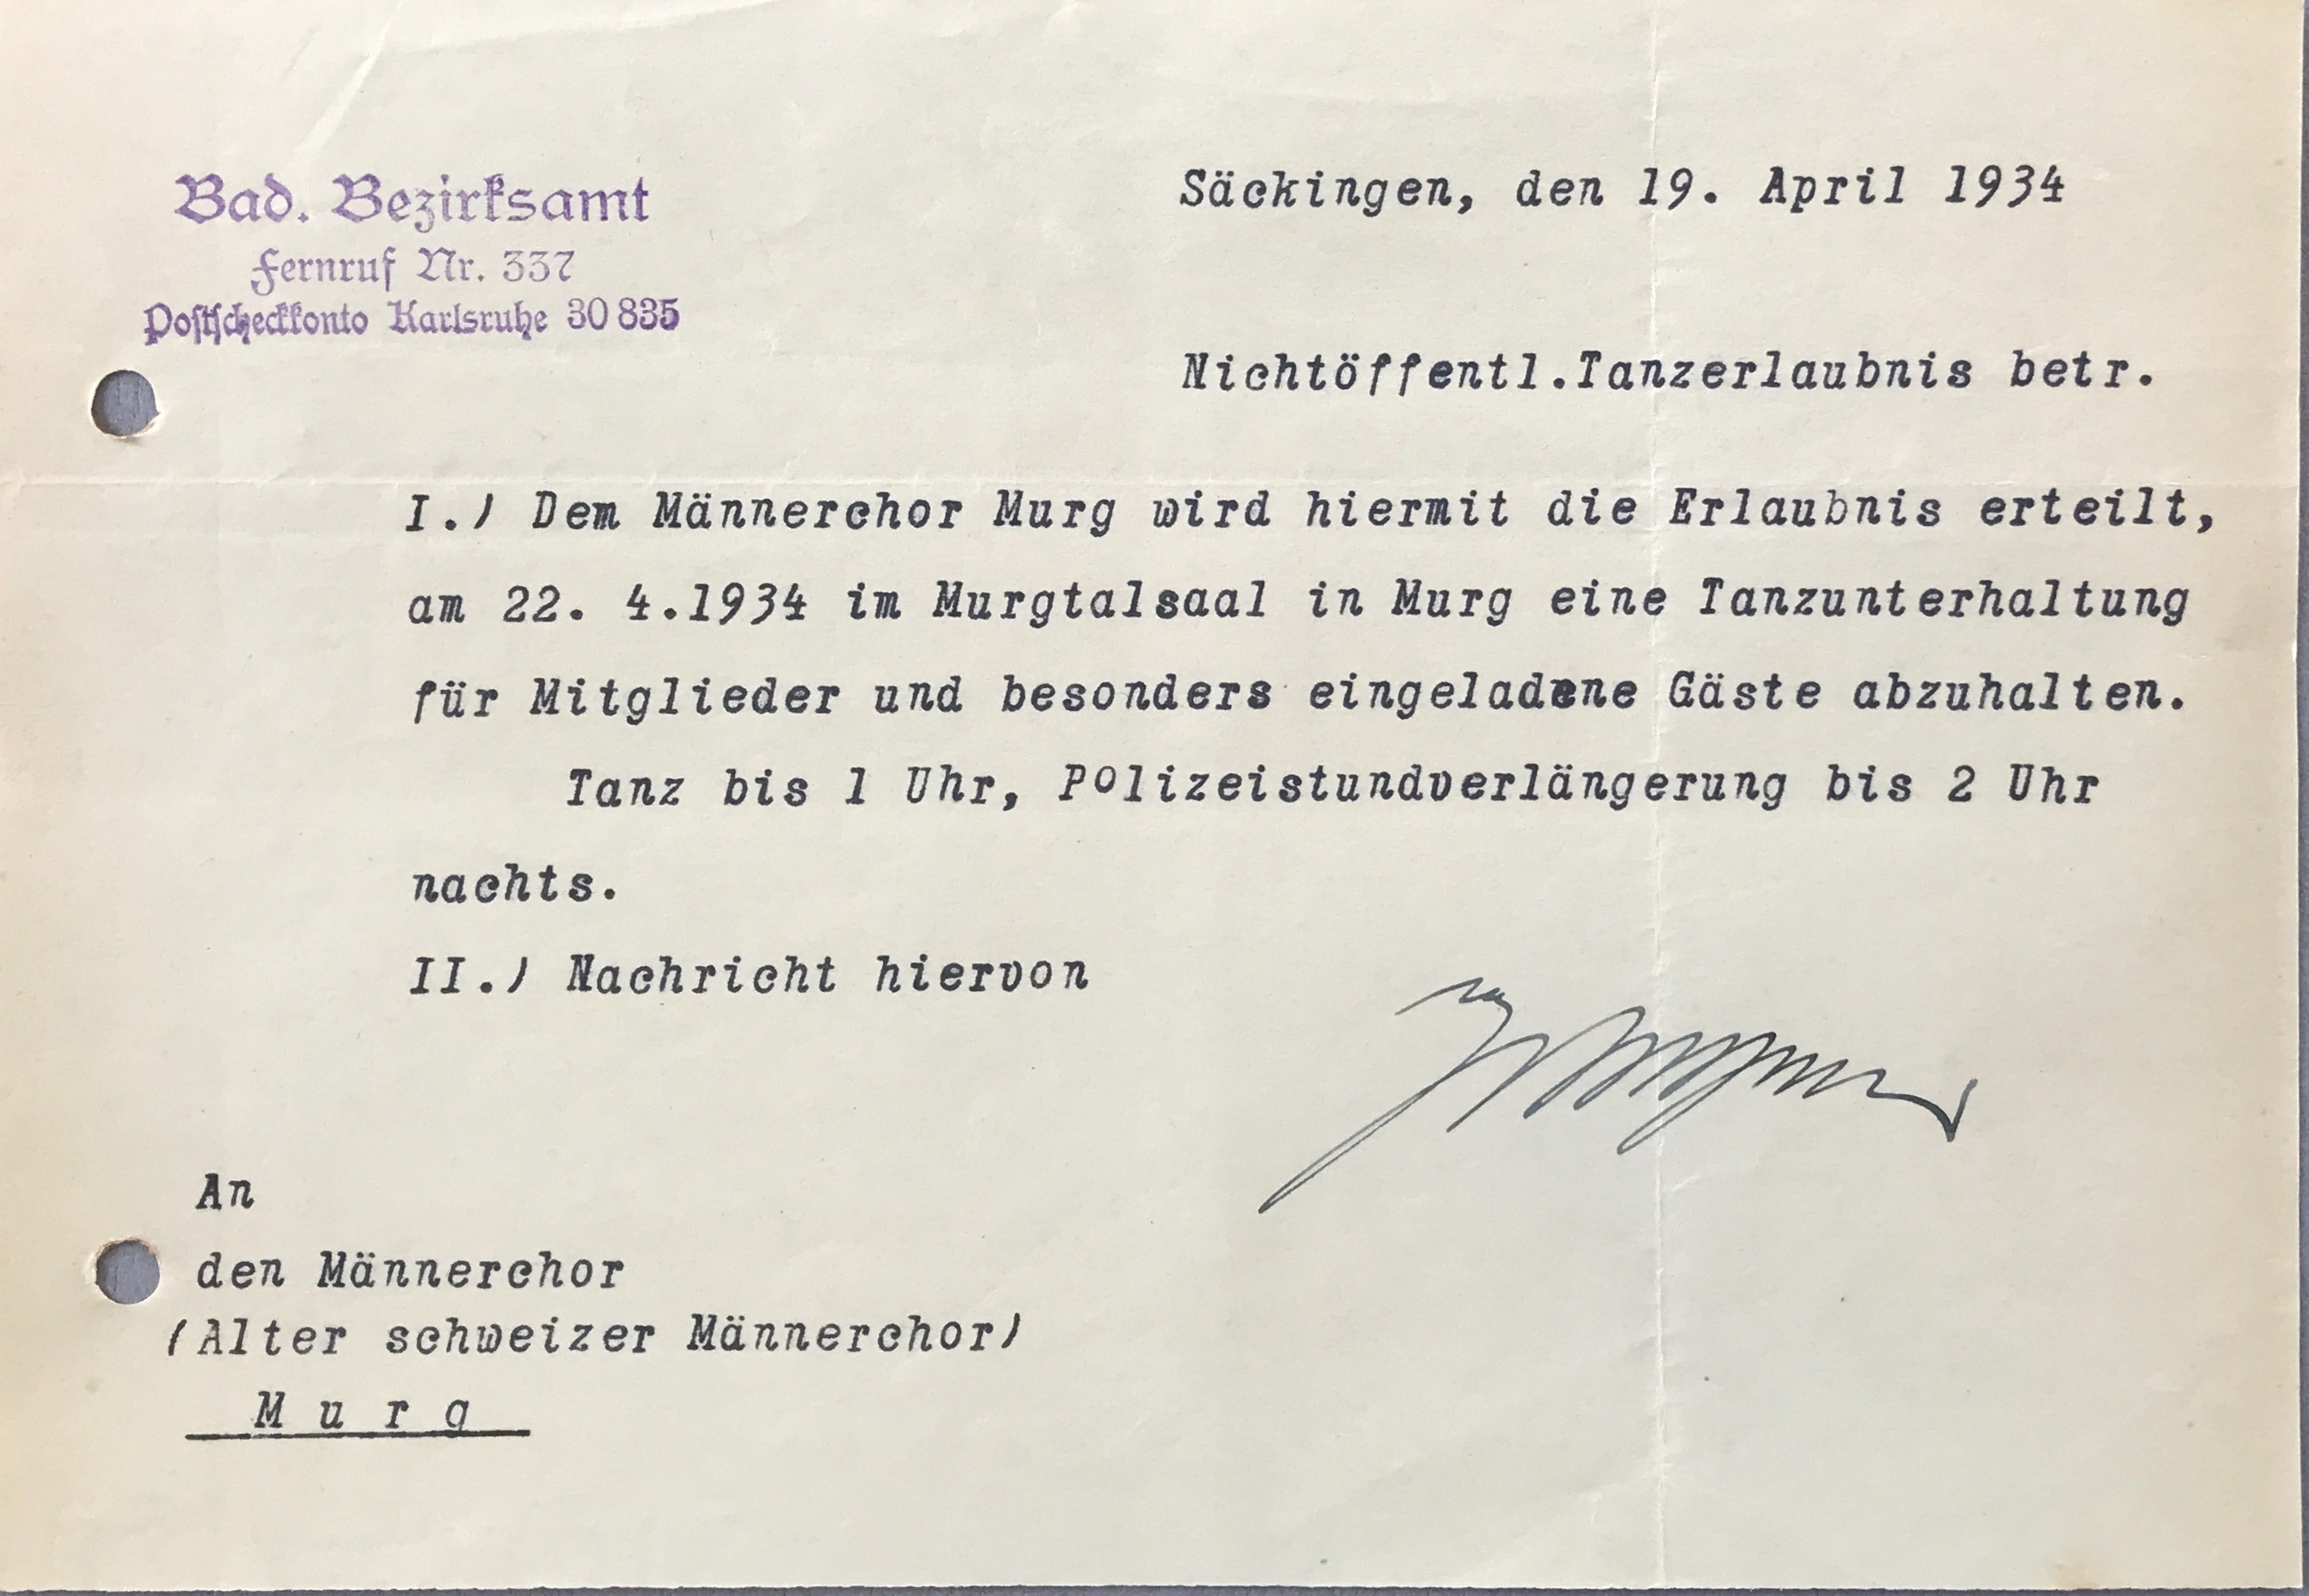 Bad. Bezirksamt
Fernruf Nr. 337
Postscheckkonto Karlsruhe 30835
Säckingen, den 19. April 1934
Nichtöffentl.Tanzerlaubnis betr.
I.) Dem Männerchor Murg wird hiermit die Erlaubnis erteilt,
am 22. 4.1934 im Murgtalsaal in Murg eine Tanzunterhaltung
für Mitglieder und besonders eingeladene Gäste abzuhalten.
Tanz bis 1 Uhr, Polizeistundverlängerung bis 2 Uhr
nachts.
II.) Nachricht hiervon
An
den Männerchor
(Alter schweizer Männerchor)
M u r g